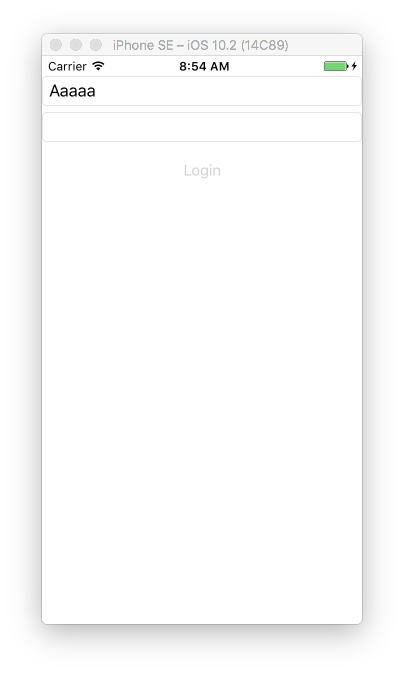 iPhone SE – iOS 10.2 (14C89)
Carrier 8:54 AM
Aaaaa
Login